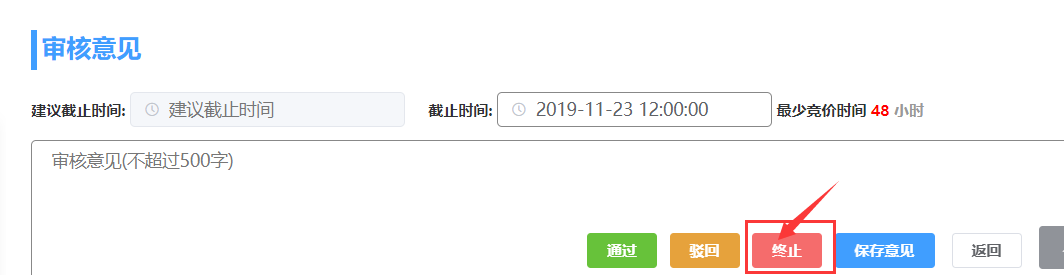 审核意见
建议截止时间: 建议截止时间 截止时间: 2019-11-23 12:00:00 最少竞价时间 48 小时
审核意见(不超过500字)
通过 驳回 终止 保存意见 返回